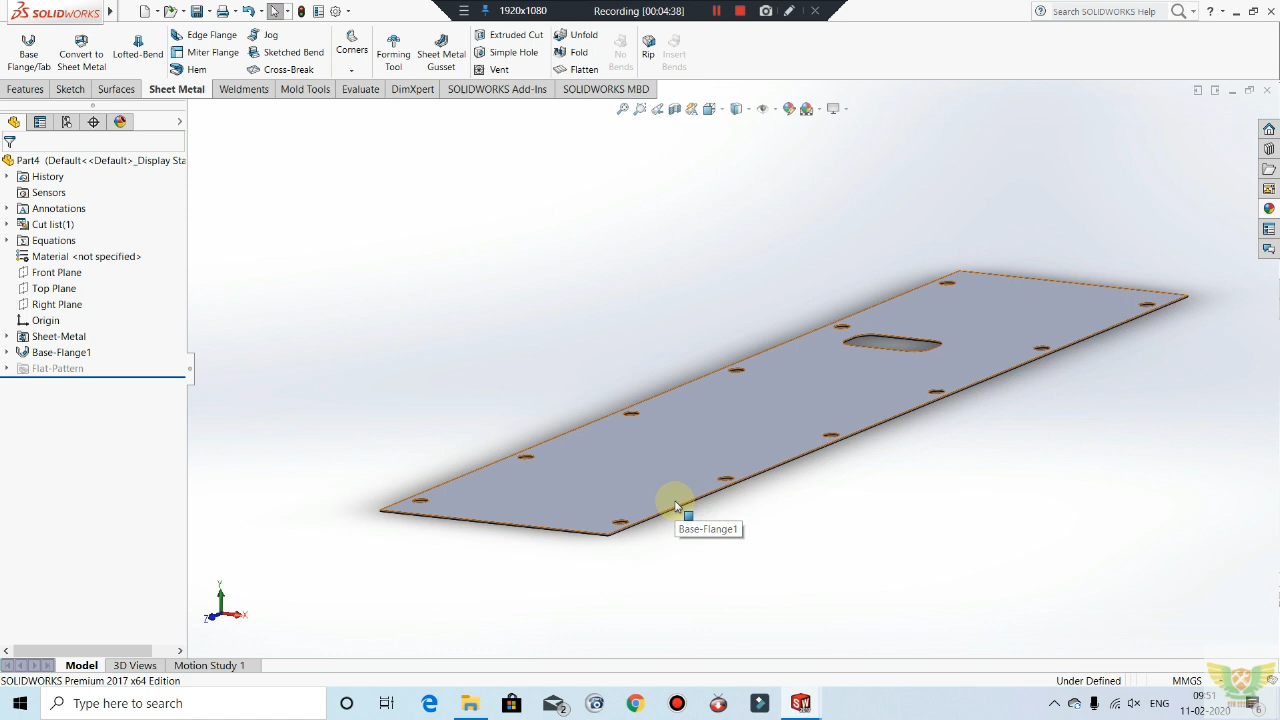 1920x1080 Recording [00:04:38]
SOLIDWORKS Search SOLIDWORKS Help ?
Base Flange/Tab Convert to Sheet Metal Lofted-Bend Edge Flange Miter Flange Hem Jog Sketched Bend Cross-Break Corners Forming Tool Sheet Metal Gusset Extruded Cut Simple Hole Vent Unfold Fold Flatten No Bends Rip Insert Bends
Features Sketch Surfaces Sheet Metal Weldments Mold Tools Evaluate DimXpert SOLIDWORKS Add-Ins SOLIDWORKS MBD
Part4 (Default<<Default>_Display Sta
History
Sensors
Annotations
Cut list(1)
Equations
Material <not specified>
Front Plane
Top Plane
Right Plane
Origin
Sheet-Metal
Base-Flange1
Flat-Pattern
Base-Flange1
Y
Z X
Model 3D Views Motion Study 1
SOLIDWORKS Premium 2017 x64 Edition Under Defined MMGS
Type here to search 2 ENG 09:51
11-02-2020 6